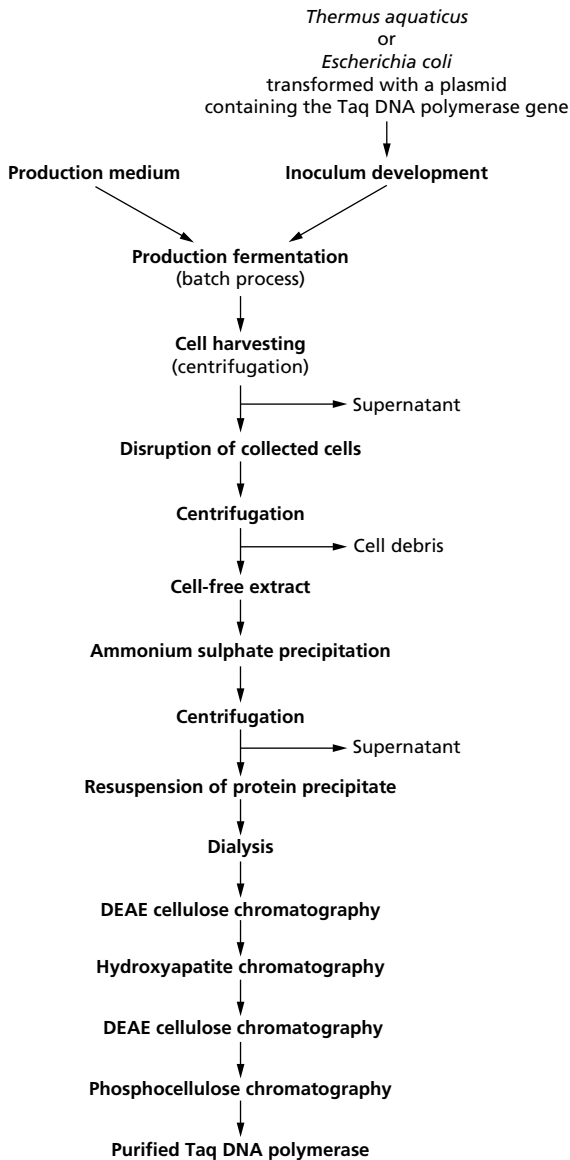 Thermus aquaticus
or
Escherichia coli
transformed with a plasmid
containing the Taq DNA polymerase gene
Production medium
Inoculum development
Production fermentation
(batch process)
Cell harvesting
(centrifugation)
Supernatant
Disruption of collected cells
Centrifugation
Cell debris
Cell-free extract
Ammonium sulphate precipitation
Centrifugation
Supernatant
Resuspension of protein precipitate
Dialysis
DEAE cellulose chromatography
Hydroxyapatite chromatography
DEAE cellulose chromatography
Phosphocellulose chromatography
Purified Taq DNA polymerase